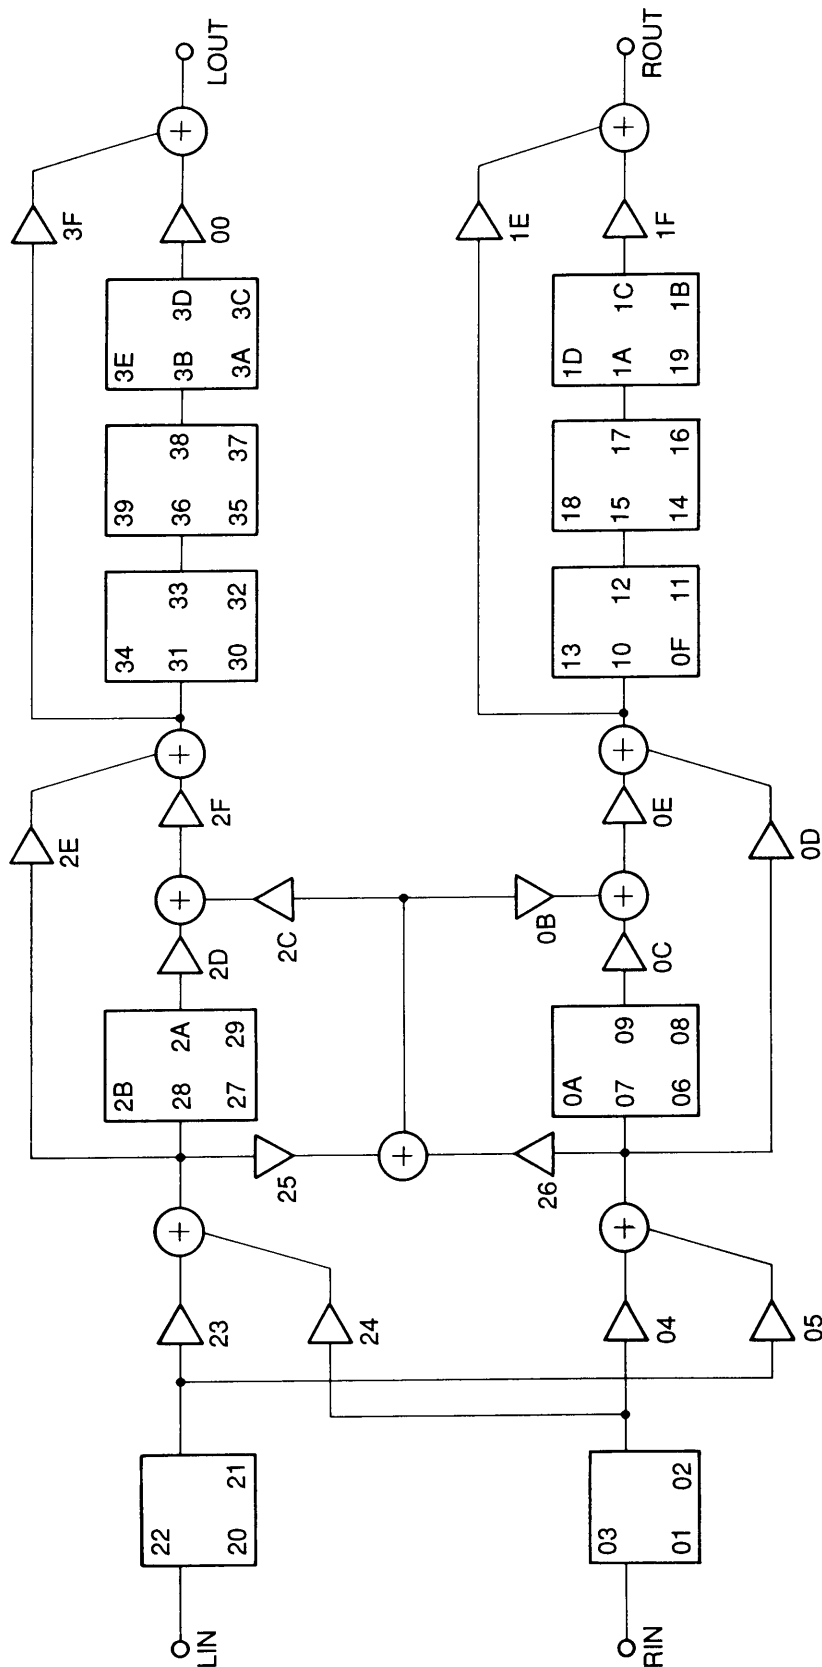 LIN
22
20 21
23
24
25
2B
28 2A
27 29
2D
2C
2E
2F
34
31 33
30 32
39
36 38
35 37
3E
3B 3D
3A 3C
3F
00
+
+
+
+
LOUT
RIN
03
01 02
04
05
26
+
0A
07 09
06 08
0C
0B
0D
0E
13
10 12
0F 11
18
15 17
14 16
1D
1A 1C
19 1B
1E
1F
+
+
+
+
ROUT